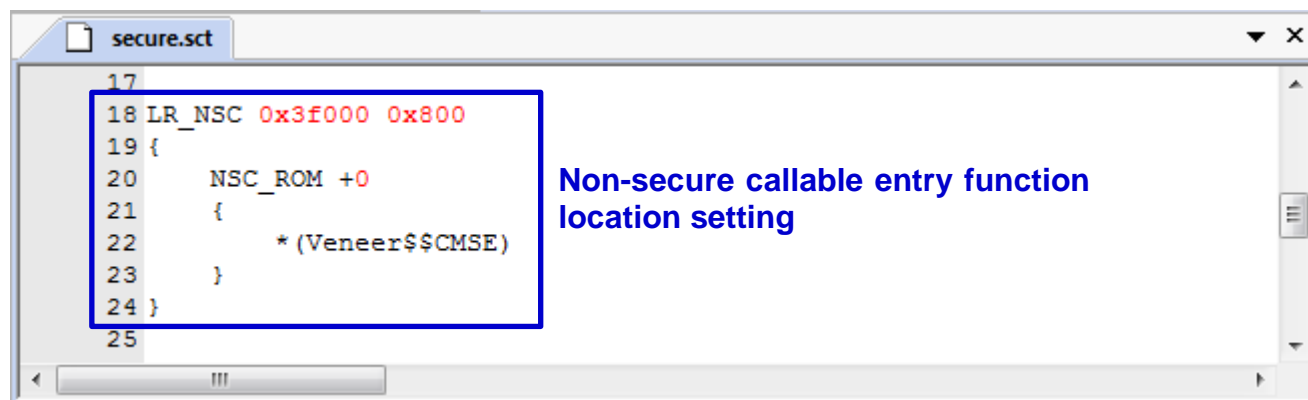 secure.sct
17
18 LR_NSC 0x3f000 0x800
19 {
20 NSC_ROM +0
21 {
22 *(Veneer$$CMSE)
23 }
24 }
25
Non-secure callable entry function
location setting